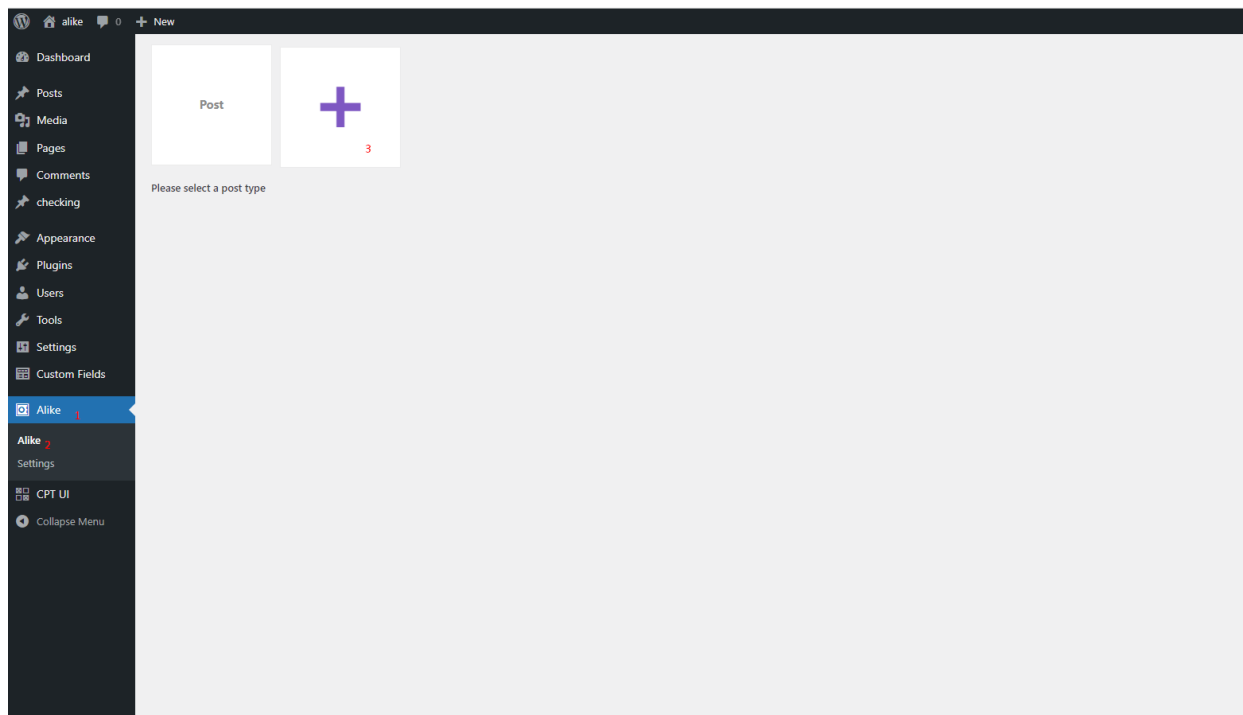 alike 0 New
Dashboard
Posts
Media
Pages
Comments
checking
Appearance
Plugins
Users
Tools
Settings
Custom Fields
Alike 1
Alike 2
Settings
CPT UI
Collapse Menu
Post
3
Please select a post type